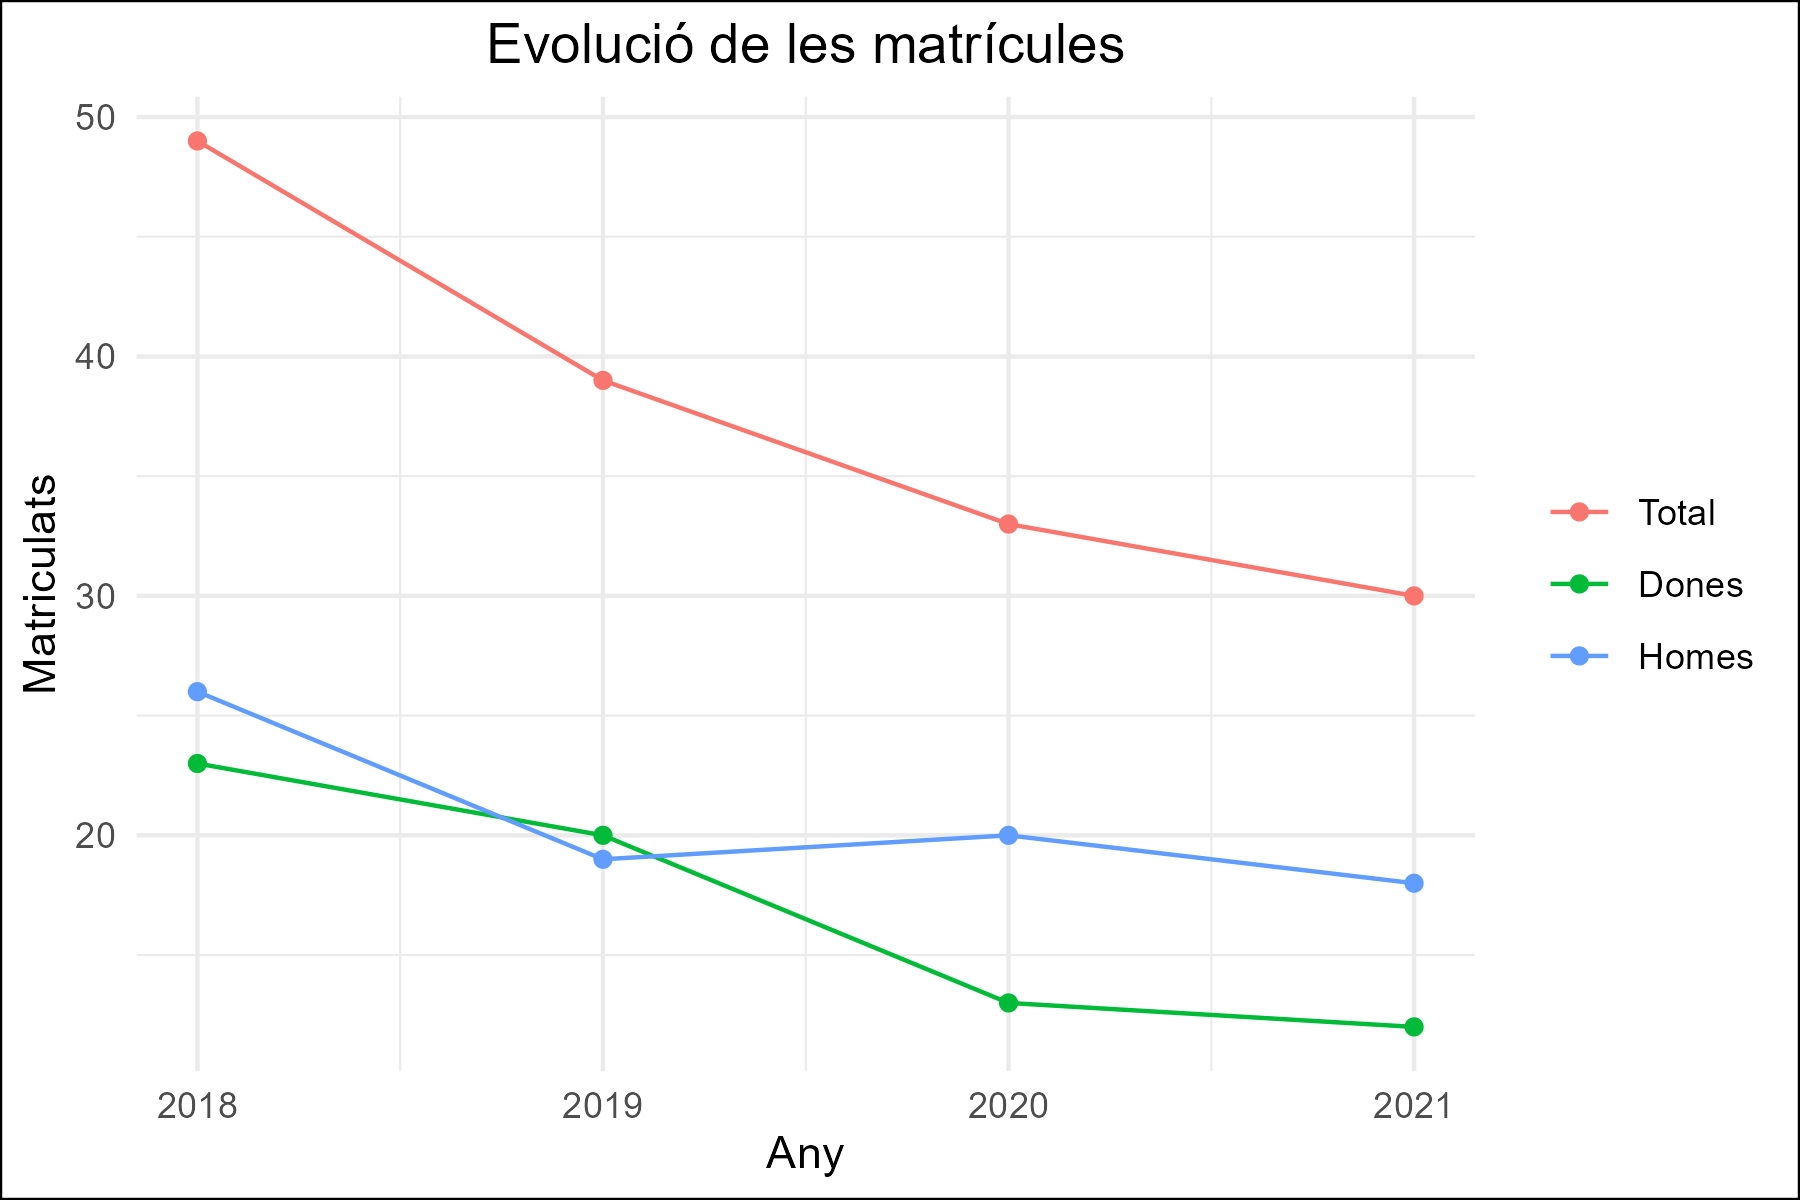 Evolució de les matrícules
50
40
30
20
Matriculats
2018 2019 2020 2021
Any
Total
Dones
Homes